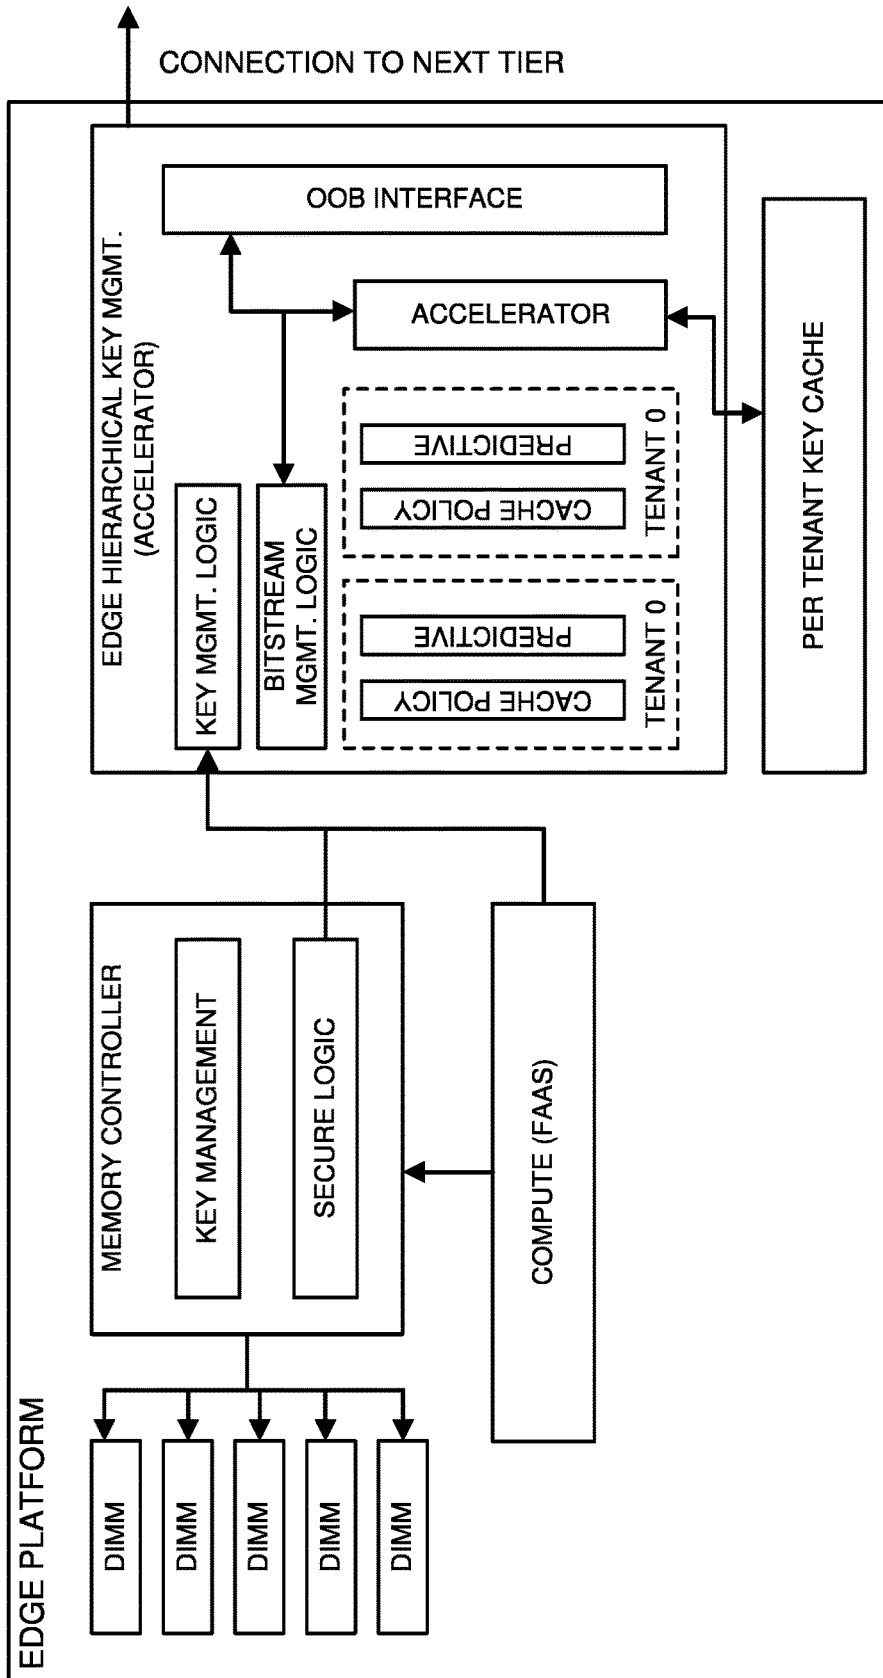 CONNECTION TO NEXT TIER
EDGE PLATFORM
DIMM
DIMM
DIMM
DIMM
DIMM
MEMORY CONTROLLER
KEY MANAGEMENT
SECURE LOGIC
COMPUTE (FAAS)
EDGE HIERARCHICAL KEY MGMT.
(ACCELERATOR)
KEY MGMT. LOGIC
BITSTREAM
MGMT. LOGIC
CACHE POLICY
PREDICTIVE
TENANT 0
CACHE POLICY
PREDICTIVE
TENANT 0
ACCELERATOR
OOB INTERFACE
PER TENANT KEY CACHE